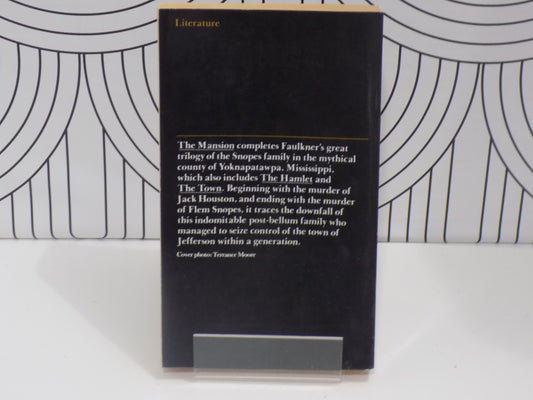 Literature
The Mansion completes Faulkner's great
trilogy of the Snopes family in the mythical
county of Yoknapatawpa, Mississippi,
which also includes The Hamlet and
The Town. Beginning with the murder of
Jack Houston, and ending with the murder
of Flem Snopes, it traces the downfall of
this indomitable post-bellum family who
managed to seize control of the town of
Jefferson within a generation.
Cover photo: Terrance Moore